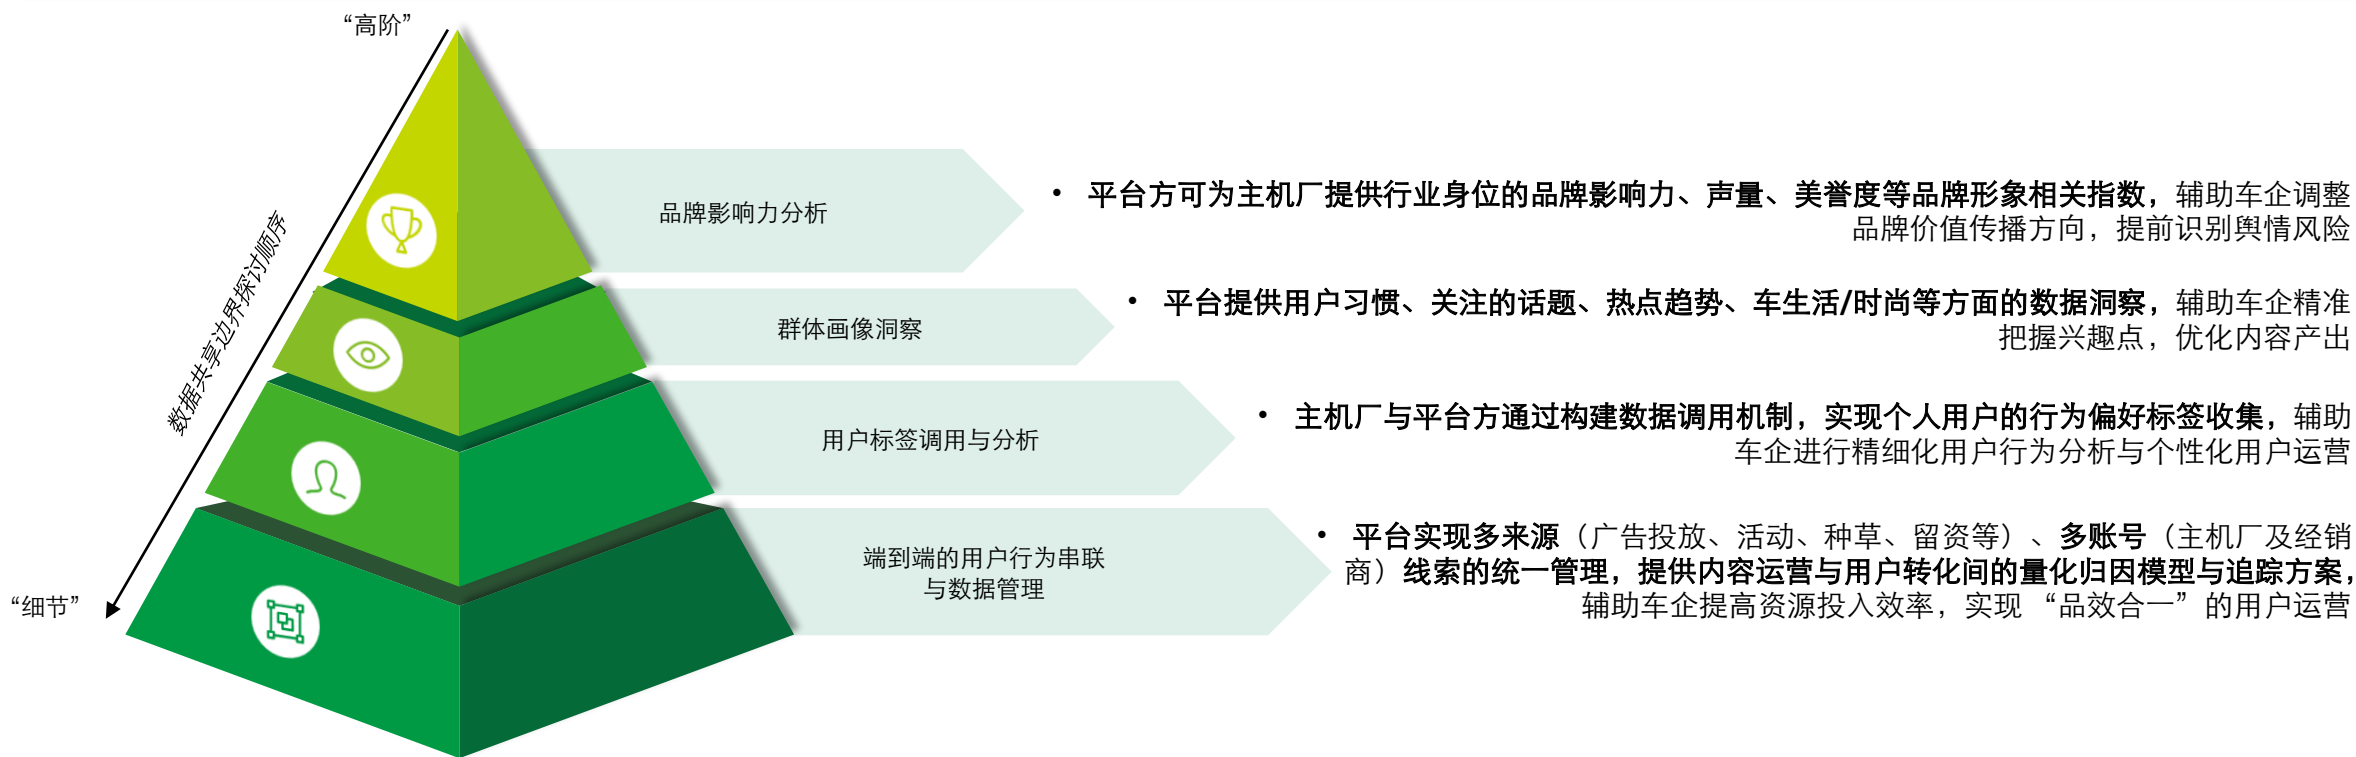 “高阶”
数据共享边界探讨顺序
“细节”
品牌影响力分析
• 平台方可为主机厂提供行业身位的品牌影响力、声量、美誉度等品牌形象相关指数，辅助车企调整
品牌价值传播方向，提前识别舆情风险
群体画像洞察
• 平台提供用户习惯、关注的话题、热点趋势、车生活/时尚等方面的数据洞察，辅助车企精准
把握兴趣点，优化内容产出
用户标签调用与分析
• 主机厂与平台方通过构建数据调用机制，实现个人用户的行为偏好标签收集，辅助
车企进行精细化用户行为分析与个性化用户运营
端到端的用户行为串联
与数据管理
• 平台实现多来源（广告投放、活动、种草、留资等）、多账号（主机厂及经销
商）线索的统一管理，提供内容运营与用户转化间的量化归因模型与追踪方案，
辅助车企提高资源投入效率，实现 “品效合一”的用户运营